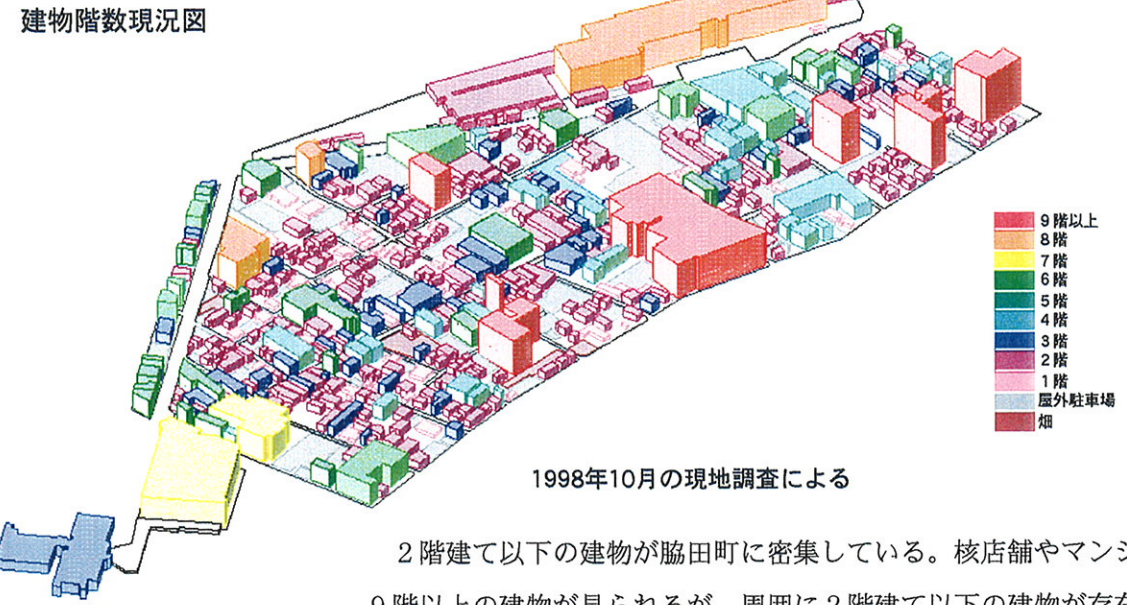 建物階数現況図
9階以上
8階
7階
6階
5階
4階
3階
2階
1階
屋外駐車場
畑
1998年10月の現地調査による
2階建て以下の建物が脇田町に密集している。核店舗やマンシ
9階以上の建物が見られるが、周囲に2階建て以下の建物が存在